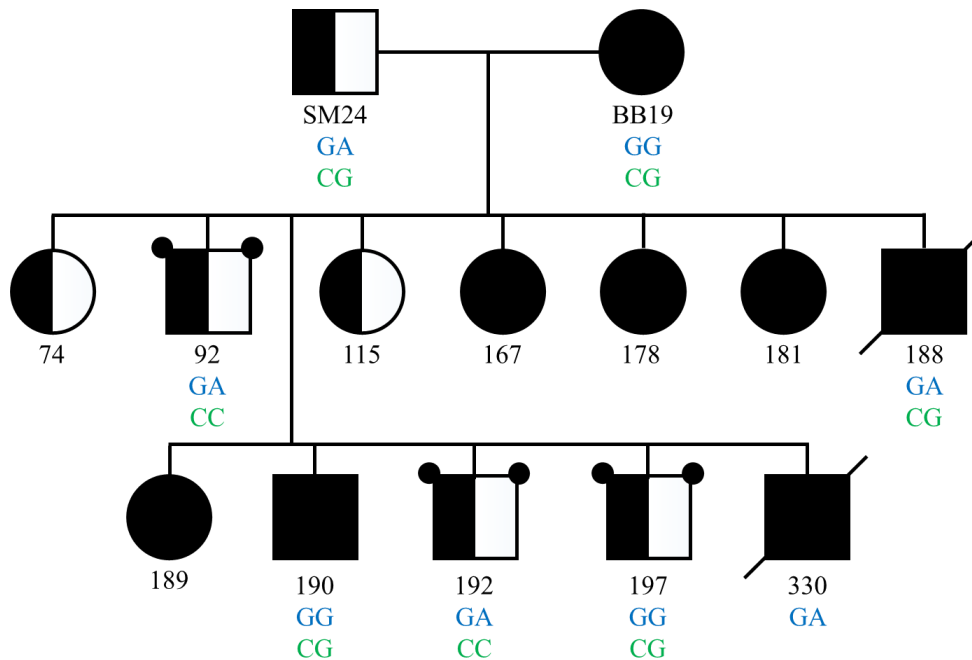 SM24 BB19
GA GG
CG CG
74 92 115 167 178 181 188
GA GA
CC CG
189 190 192 197 330
GG GA GG GA
CG CC CG